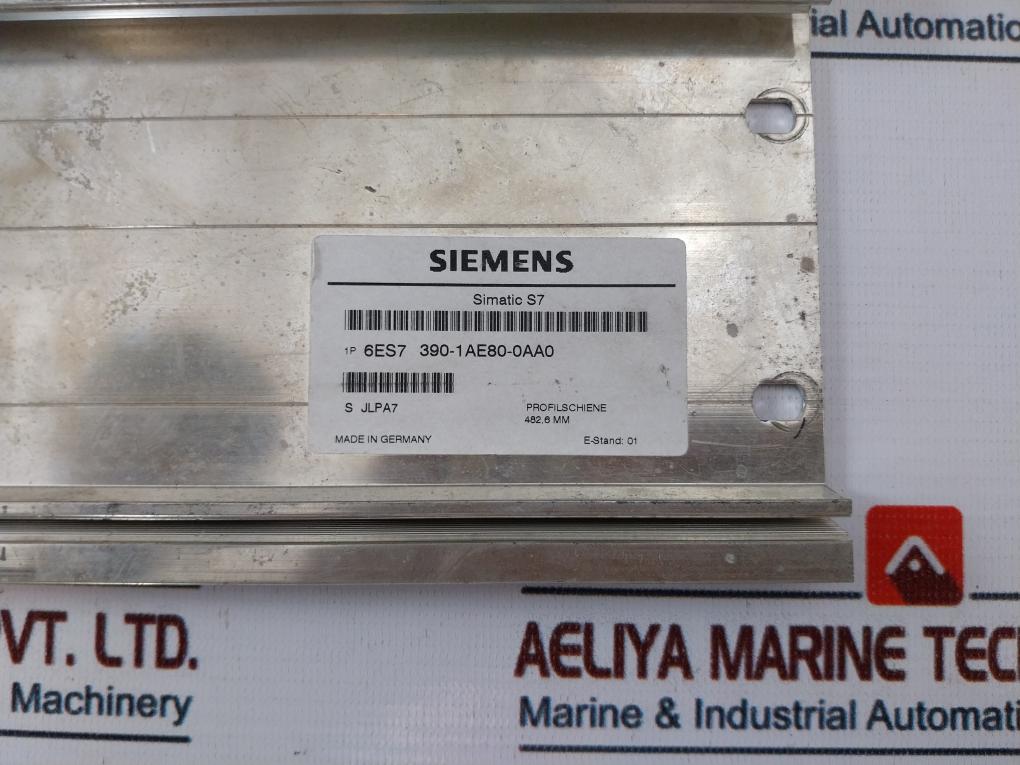 ial Automatio
SIEMENS
Simatic S7
1P 6ES7 390-1AE80-0AA0
S JLPA7
PROFILSCHIENE
482,6 MM
MADE IN GERMANY
E-Stand: 01
VT. LTD.
Machinery
AELIYA MARINE TEC
Marine & Industrial Automati